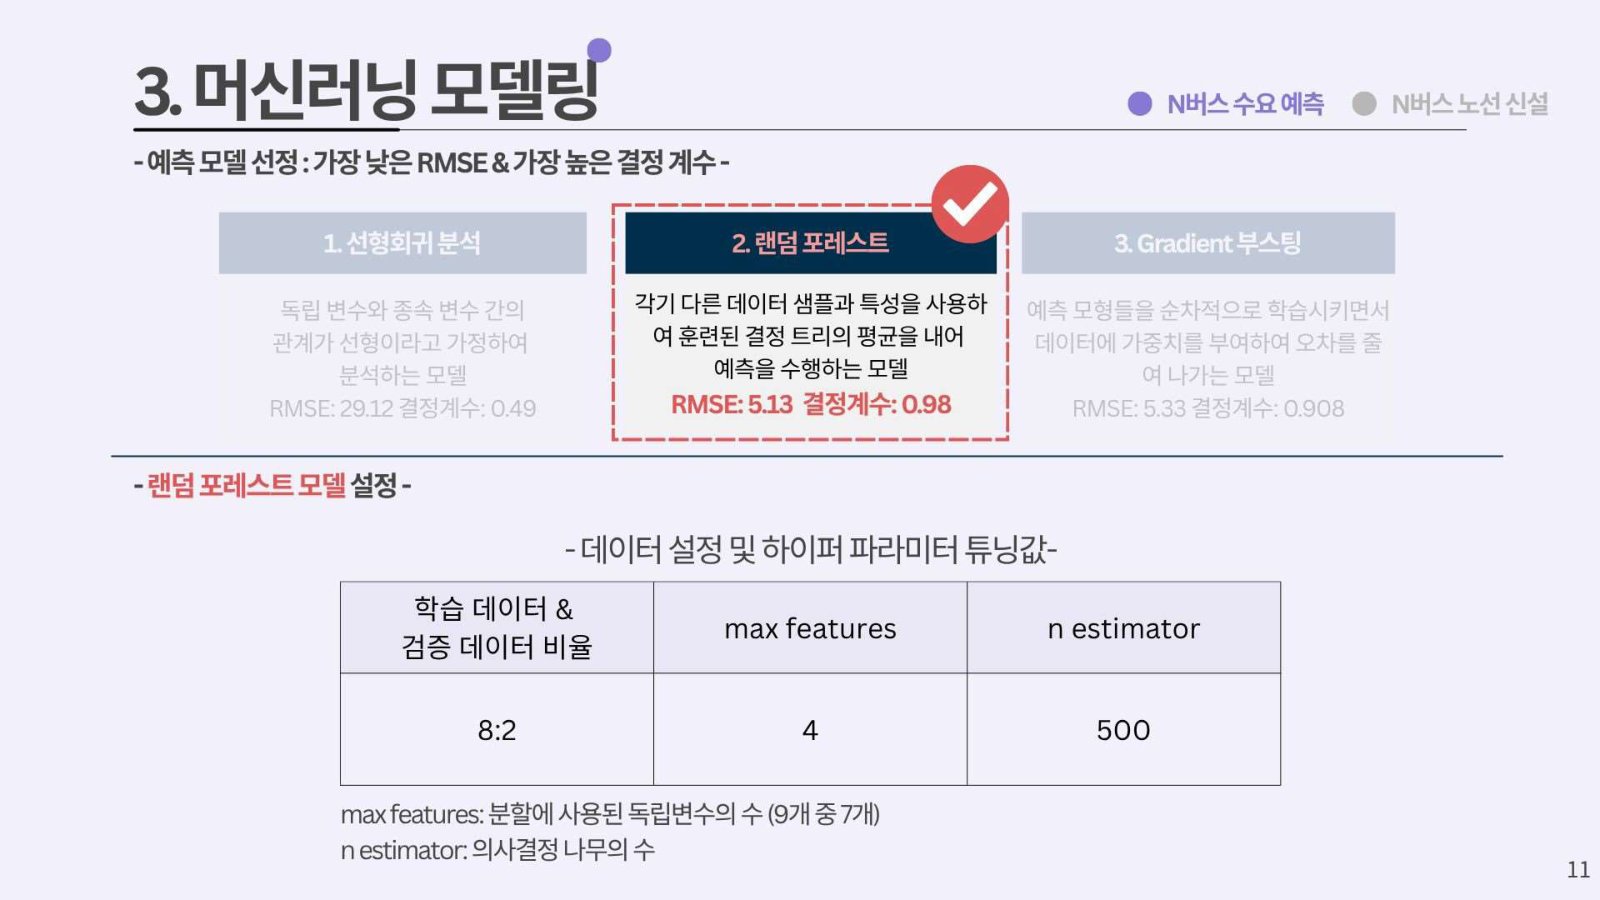 3. 머신러닝 모델링
N버스 수요 예측
N버스 노선 신설
- 예측 모델 선정 : 가장 낮은 RMSE & 가장 높은 결정 계수 -
1. 선형회귀 분석
독립 변수와 종속 변수 간의
관계가 선형이라고 가정하여
분석하는 모델
RMSE: 29.12 결정계수: 0.49
2. 랜덤 포레스트
각기 다른 데이터 샘플과 특성을 사용하
여 훈련된 결정 트리의 평균을 내어
예측을 수행하는 모델
RMSE: 5.13 결정계수: 0.98
3. Gradient 부스팅
예측 모형들을 순차적으로 학습시키면서
데이터에 가중치를 부여하여 오차를 줄
여 나가는 모델
RMSE: 5.33 결정계수: 0.908
- 랜덤 포레스트 모델 설정 -
- 데이터 설정 및 하이퍼 파라미터 튜닝값-
학습 데이터 &
검증 데이터 비율
max features
n estimator
8:2
4
500
max features: 분할에 사용된 독립변수의 수 (9개 중 7개)
n estimator: 의사결정 나무의 수
11